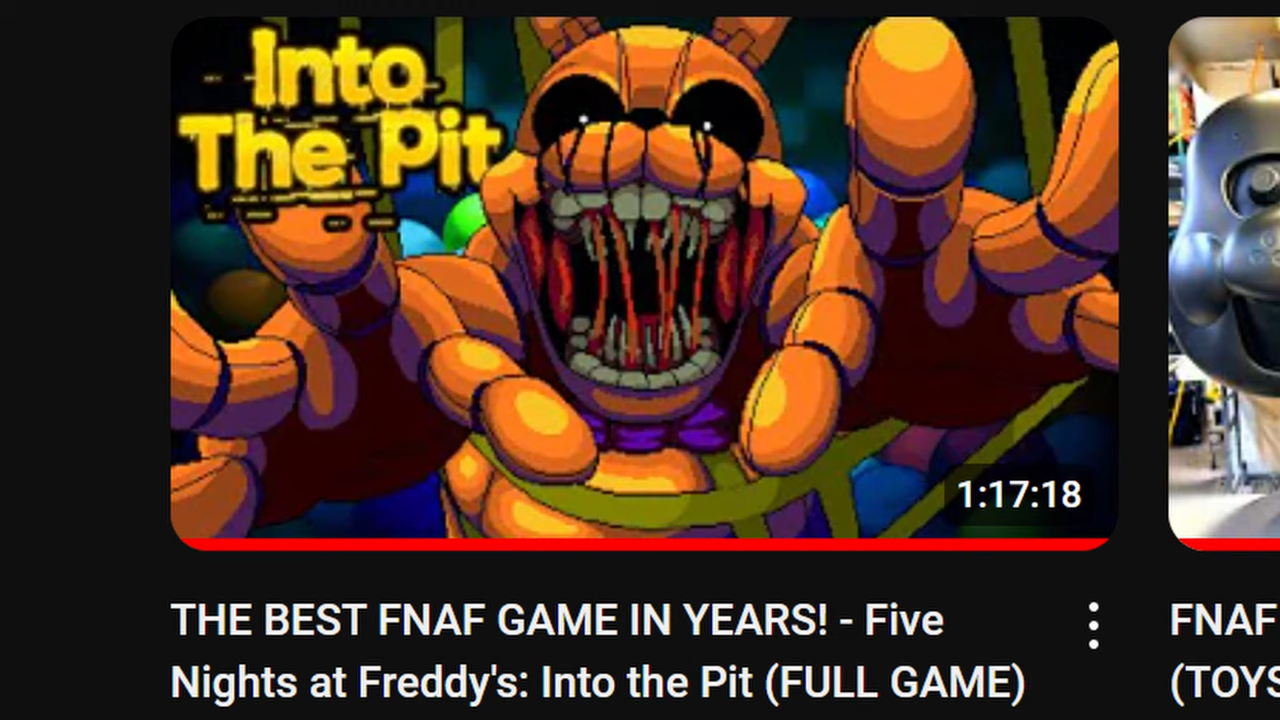 Into
The Pit
1:17:18
THE BEST FNAF GAME IN YEARS! - Five
Nights at Freddy's: Into the Pit (FULL GAME)
FNAF
(TOYS